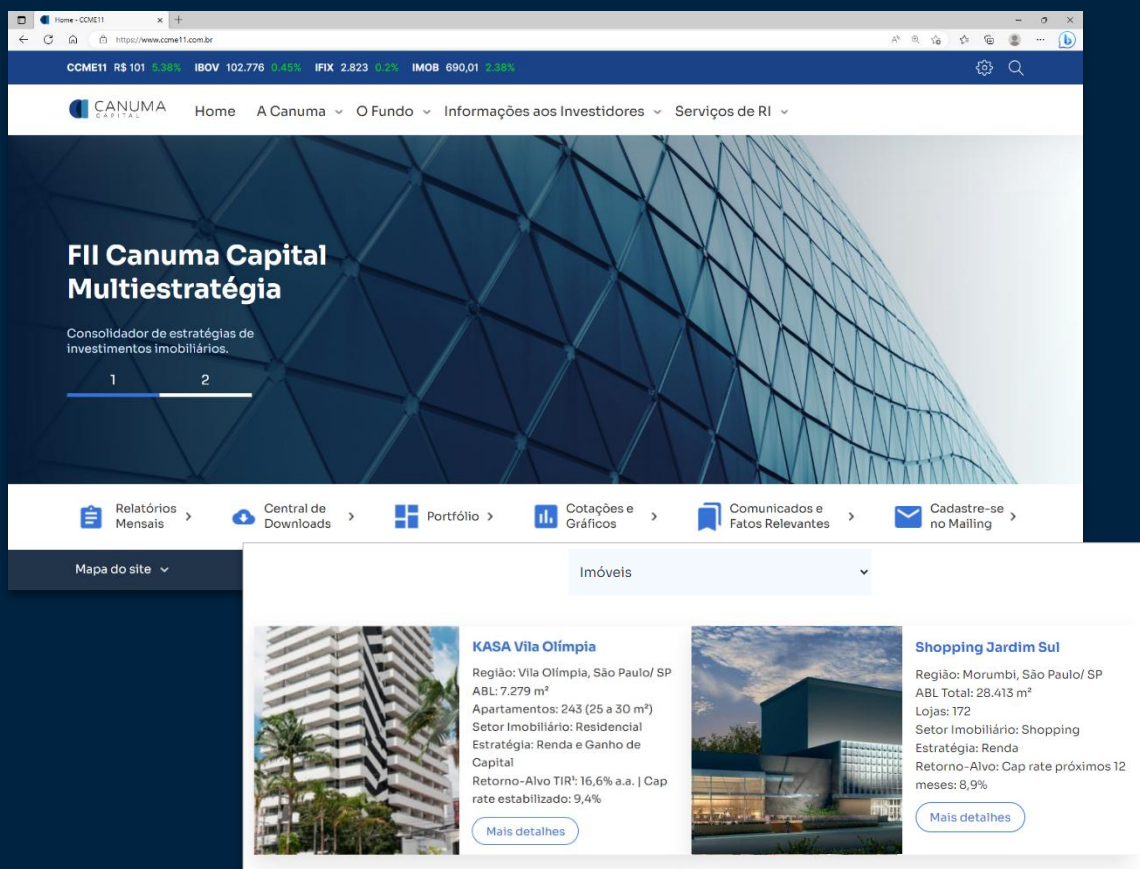 Home - CCME11
https://www.ccme11.com.br
CCME11 R$ 101 5.38% IBOV 102.776 0.45% IFIX 2.823 0.2% IMOB 690,01 2.38%
CANUMA
CAPITAL
Home A Canuma O Fundo Informações aos Investidores Serviços de RI
FII Canuma Capital
Multiestratégia
Consolidador de estratégias de
investimentos imobiliários.
1 2
Relatórios
Mensais
Central de
Downloads
Portfólio
Cotações e
Gráficos
Comunicados e
Fatos Relevantes
Cadastre-se
no Mailing
Mapa do site
Imóveis
KASA Vila Olímpia
Região: Vila Olímpia, São Paulo/ SP
ABL: 7.279 m²
Apartamentos: 243 (25 a 30 m²)
Setor Imobiliário: Residencial
Estratégia: Renda e Ganho de
Capital
Retorno-Alvo TIR¹: 16,6% a.a. | Cap
rate estabilizado: 9,4%
Mais detalhes
Shopping Jardim Sul
Região: Morumbi, São Paulo/ SP
ABL Total: 28.413 m²
Lojas: 172
Setor Imobiliário: Shopping
Estratégia: Renda
Retorno-Alvo: Cap rate próximos 12
meses: 8,9%
Mais detalhes